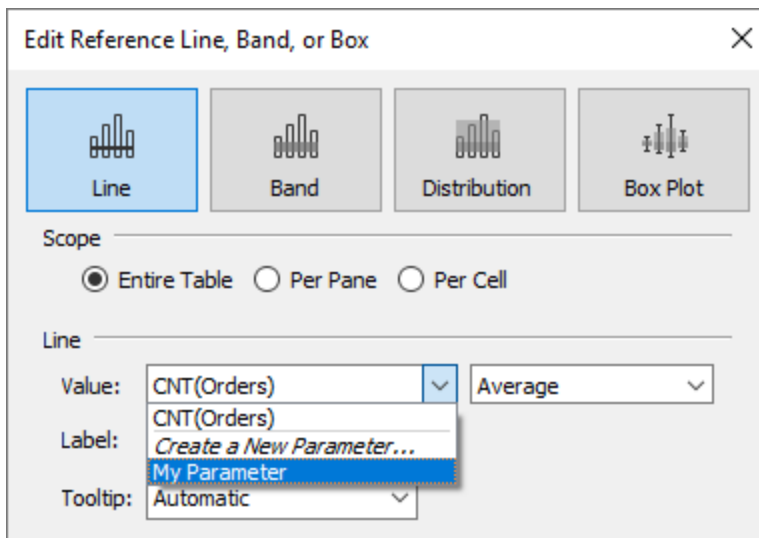 Edit Reference Line, Band, or Box
Line Band Distribution Box Plot
Scope
Entire Table Per Pane Per Cell
Line
Value: CNT(Orders) Average
CNT(Orders)
Label: Create a New Parameter...
My Parameter
Tooltip: Automatic